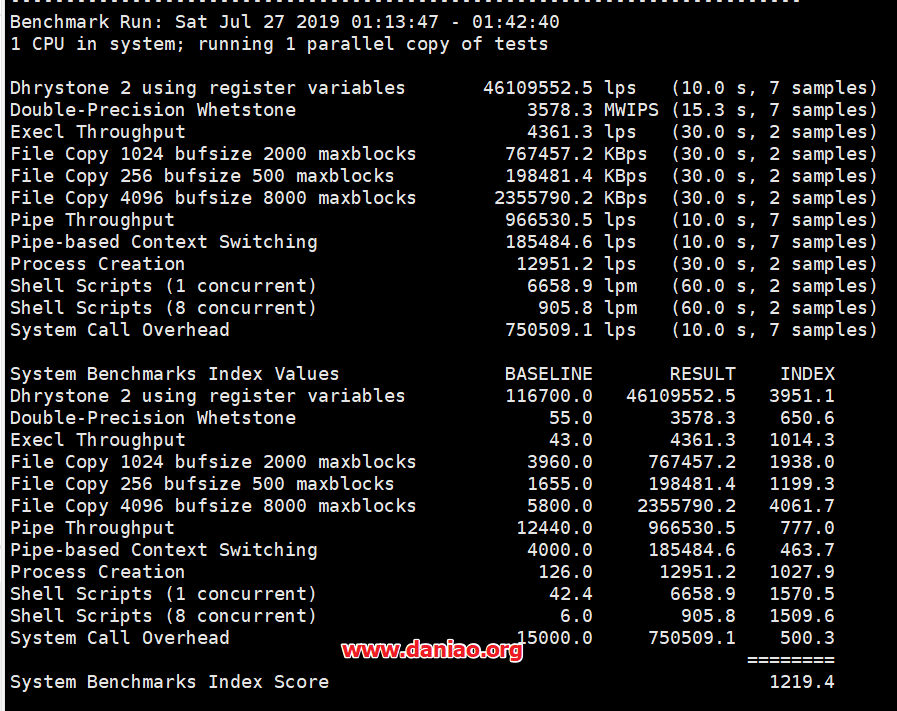 Benchmark Run: Sat Jul 27 2019 01:13:47 - 01:42:40
1 CPU in system; running 1 parallel copy of tests
Dhrystone 2 using register variables 46109552.5 lps (10.0 s, 7 samples)
Double-Precision Whetstone 3578.3 MWIPS (15.3 s, 7 samples)
Execl Throughput 4361.3 lps (30.0 s, 2 samples)
File Copy 1024 bufsize 2000 maxblocks 767457.2 KBps (30.0 s, 2 samples)
File Copy 256 bufsize 500 maxblocks 198481.4 KBps (30.0 s, 2 samples)
File Copy 4096 bufsize 8000 maxblocks 2355790.2 KBps (30.0 s, 2 samples)
Pipe Throughput 966530.5 lps (10.0 s, 7 samples)
Pipe-based Context Switching 185484.6 lps (10.0 s, 7 samples)
Process Creation 12951.2 lps (30.0 s, 2 samples)
Shell Scripts (1 concurrent) 6658.9 lpm (60.0 s, 2 samples)
Shell Scripts (8 concurrent) 905.8 lpm (60.0 s, 2 samples)
System Call Overhead 750509.1 lps (10.0 s, 7 samples)
System Benchmarks Index Values BASELINE RESULT INDEX
Dhrystone 2 using register variables 116700.0 46109552.5 3951.1
Double-Precision Whetstone 55.0 3578.3 650.6
Execl Throughput 43.0 4361.3 1014.3
File Copy 1024 bufsize 2000 maxblocks 3960.0 767457.2 1938.0
File Copy 256 bufsize 500 maxblocks 1655.0 198481.4 1199.3
File Copy 4096 bufsize 8000 maxblocks 5800.0 2355790.2 4061.7
Pipe Throughput 12440.0 966530.5 777.0
Pipe-based Context Switching 4000.0 185484.6 463.7
Process Creation 126.0 12951.2 1027.9
Shell Scripts (1 concurrent) 42.4 6658.9 1570.5
Shell Scripts (8 concurrent) 6.0 905.8 1509.6
System Call Overhead 15000.0 750509.1 500.3
www.daniao.org
========
System Benchmarks Index Score 1219.4